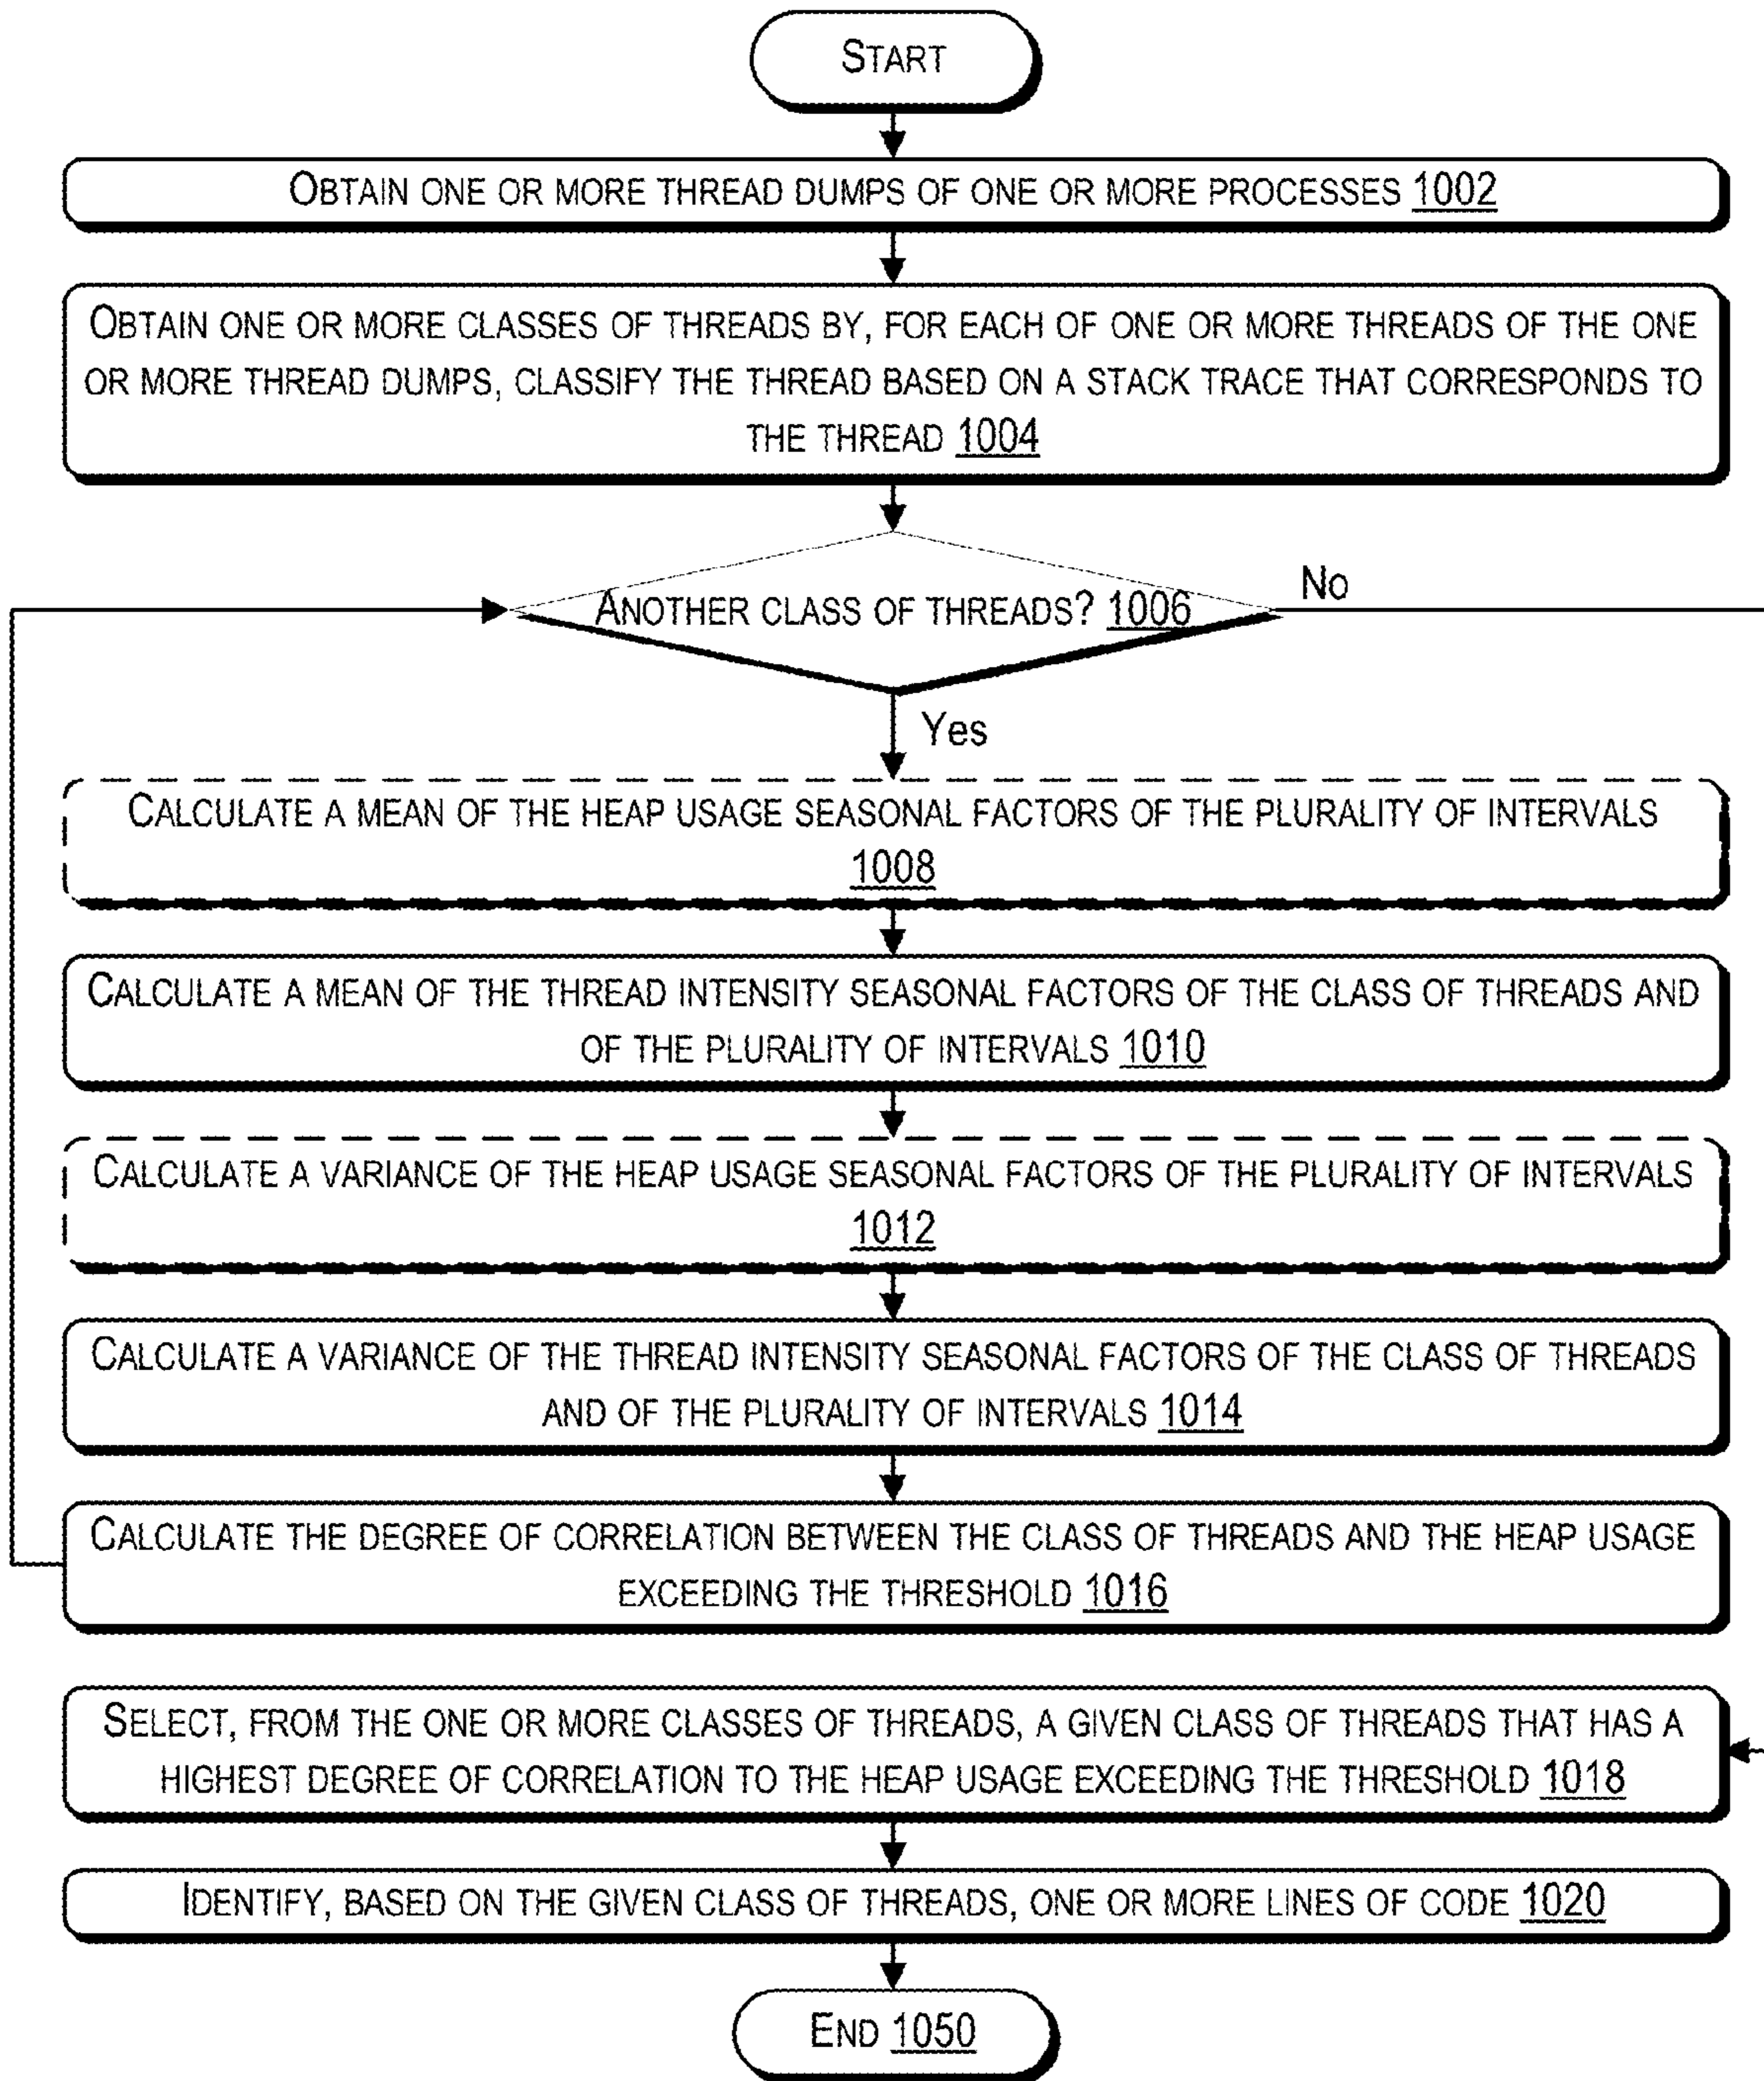 START
OBTAIN ONE OR MORE THREAD DUMPS OF ONE OR MORE PROCESSES 1002
OBTAIN ONE OR MORE CLASSES OF THREADS BY, FOR EACH OF ONE OR MORE THREADS OF THE ONE
OR MORE THREAD DUMPS, CLASSIFY THE THREAD BASED ON A STACK TRACE THAT CORRESPONDS TO
THE THREAD 1004
ANOTHER CLASS OF THREADS? 1006
No
Yes
CALCULATE A MEAN OF THE HEAP USAGE SEASONAL FACTORS OF THE PLURALITY OF INTERVALS
1008
CALCULATE A MEAN OF THE THREAD INTENSITY SEASONAL FACTORS OF THE CLASS OF THREADS AND
OF THE PLURALITY OF INTERVALS 1010
CALCULATE A VARIANCE OF THE HEAP USAGE SEASONAL FACTORS OF THE PLURALITY OF INTERVALS
1012
CALCULATE A VARIANCE OF THE THREAD INTENSITY SEASONAL FACTORS OF THE CLASS OF THREADS
AND OF THE PLURALITY OF INTERVALS 1014
CALCULATE THE DEGREE OF CORRELATION BETWEEN THE CLASS OF THREADS AND THE HEAP USAGE
EXCEEDING THE THRESHOLD 1016
SELECT, FROM THE ONE OR MORE CLASSES OF THREADS, A GIVEN CLASS OF THREADS THAT HAS A
HIGHEST DEGREE OF CORRELATION TO THE HEAP USAGE EXCEEDING THE THRESHOLD 1018
IDENTIFY, BASED ON THE GIVEN CLASS OF THREADS, ONE OR MORE LINES OF CODE 1020
END 1050